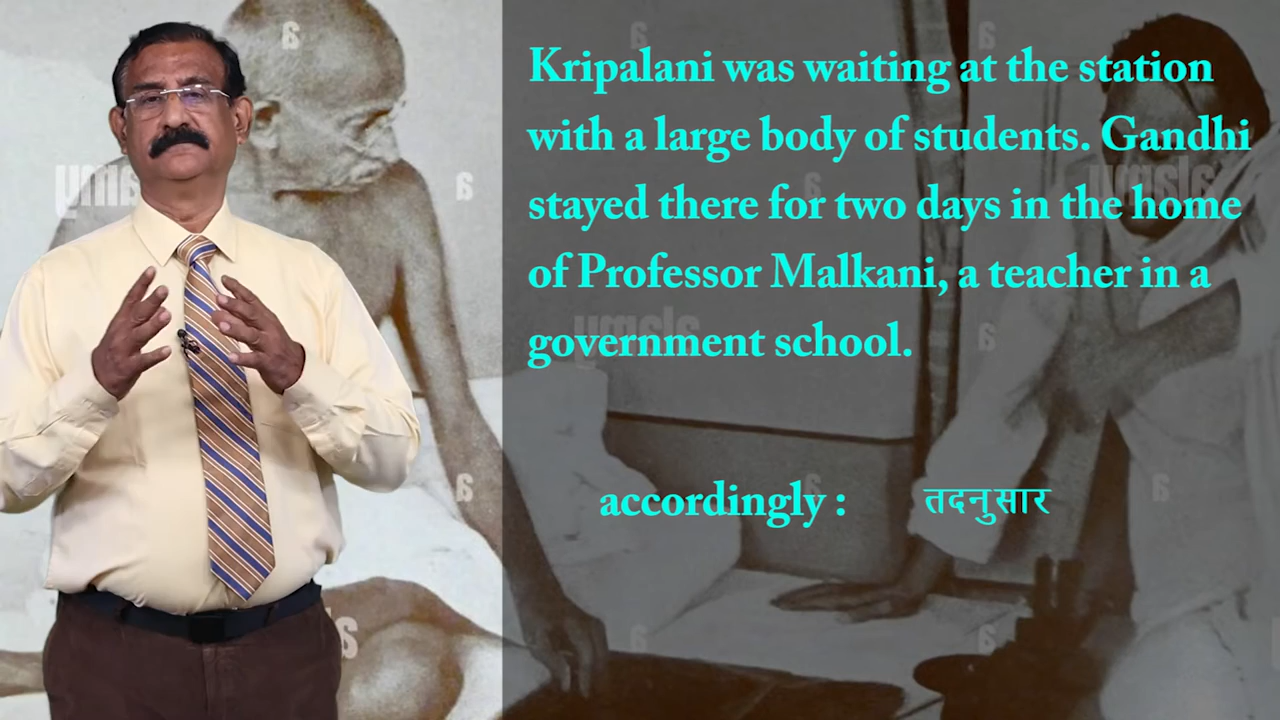 Kripalani was waiting at the station
with a large body of students. Gandhi
stayed there for two days in the home
of Professor Malkani, a teacher in a
government school.
accordingly : तदनुसार